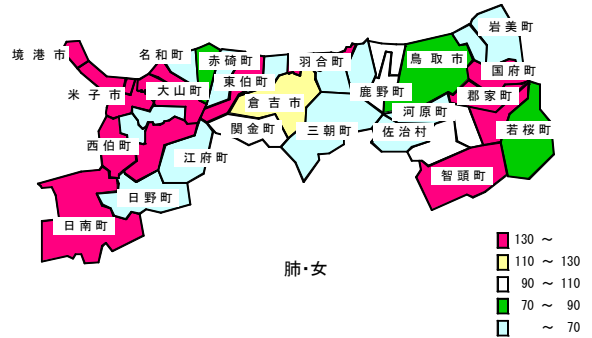 岩美町
境港市
名和町
赤碕町
羽合町
鳥取市
国府町
米子市
大山町
東伯町
倉吉市
鹿野町
郡家町
河原町
西伯町
関金町
三朝町
佐治村
若桜町
江府町
智頭町
日野町
日南町
肺・女
130 ～
110 ～ 130
90 ～ 110
70 ～ 90
～ 70